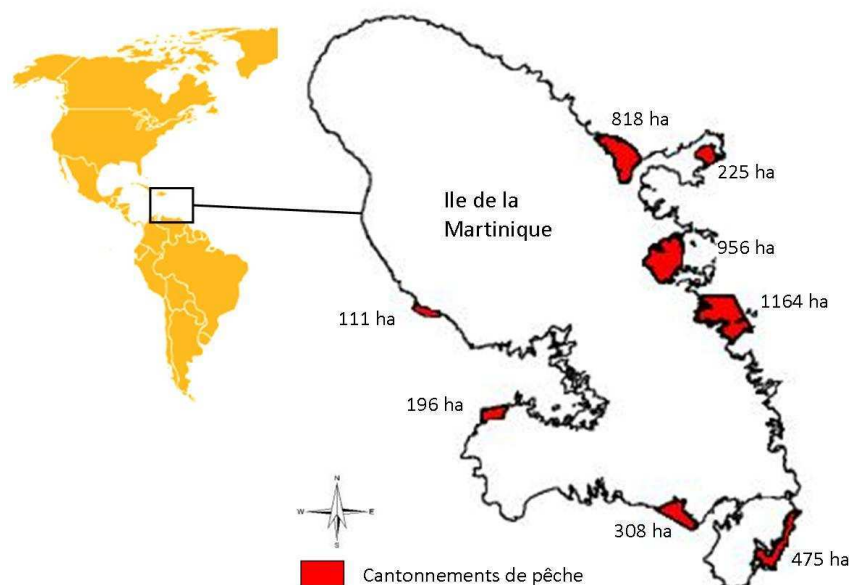 818 ha
225 ha
Ile de la
Martinique
956 ha
1164 ha
111 ha
196 ha
N
W
E
S
308 ha
475 ha
Cantonnements de pêche